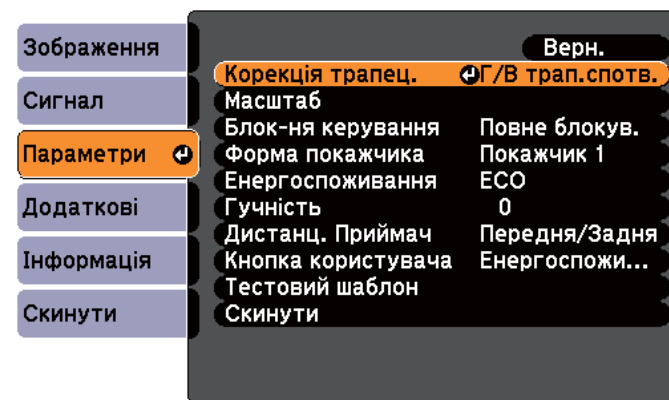 Зображення
Сигнал
Параметри
Додаткові
Інформація
Скинути
Верн.
Корекція трапец. Г/В трап.спотв.
Масштаб
Блок-ня керування Повне блокув.
Форма покажчика Покажчик 1
Енергоспоживання ECO
Гучність 0
Дистанц. Приймач Передня/Задня
Кнопка користувача Енергоспожи...
Тестовий шаблон
Скинути